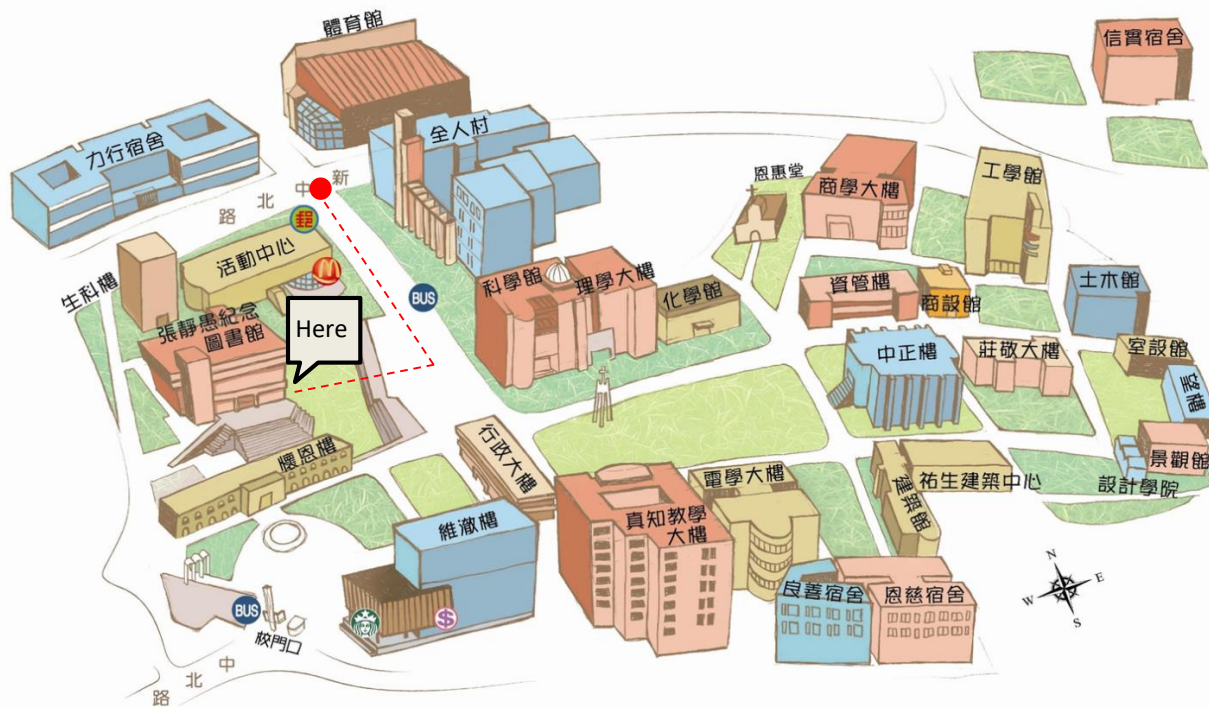 體育館
信實宿舍
全人村
力行宿舍
新
中
北
路
郵
恩惠堂
商學大樓
工學館
活動中心
生科樓
BUS
科學館
理學大樓
化學館
資管樓
商設館
土木館
張靜愚紀念
圖書館
Here
中正樓
莊敬大樓
室設館
望樓
懷恩樓
行政大樓
電學大樓
祐生建築中心
景觀館
設計學院
建築館
真知教學
大樓
維澈樓
良善宿舍
恩慈宿舍
N
W
E
S
BUS
$
校門口
中
北
路